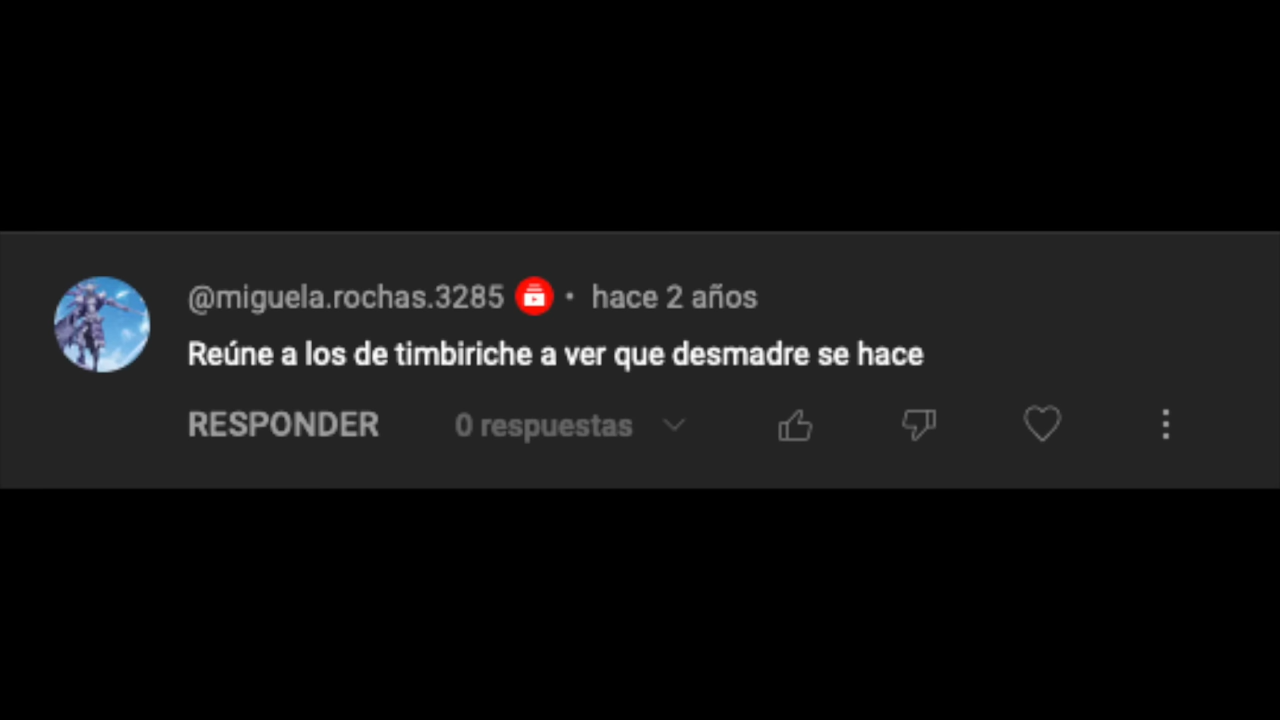 @miguela.rochas.3285 • hace 2 años
Reúne a los de timbiriche a ver que desmadre se hace
RESPONDER 0 respuestas